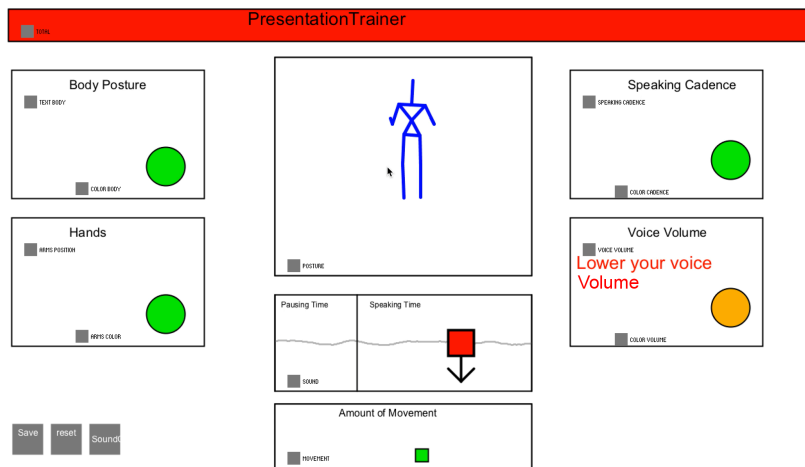 PresentationTrainer
TOTAL
Body Posture
TEXT BODY
COLOR BODY
Hands
ARMS POSITION
ARMS COLOR
POSTURE
Pausing Time
Speaking Time
SOUND
Amount of Movement
MOVEMENT
Speaking Cadence
SPEAKING CADENCE
COLOR CADENCE
Voice Volume
VOICE VOLUME
Lower your voice
Volume
COLOR VOLUME
Save
reset